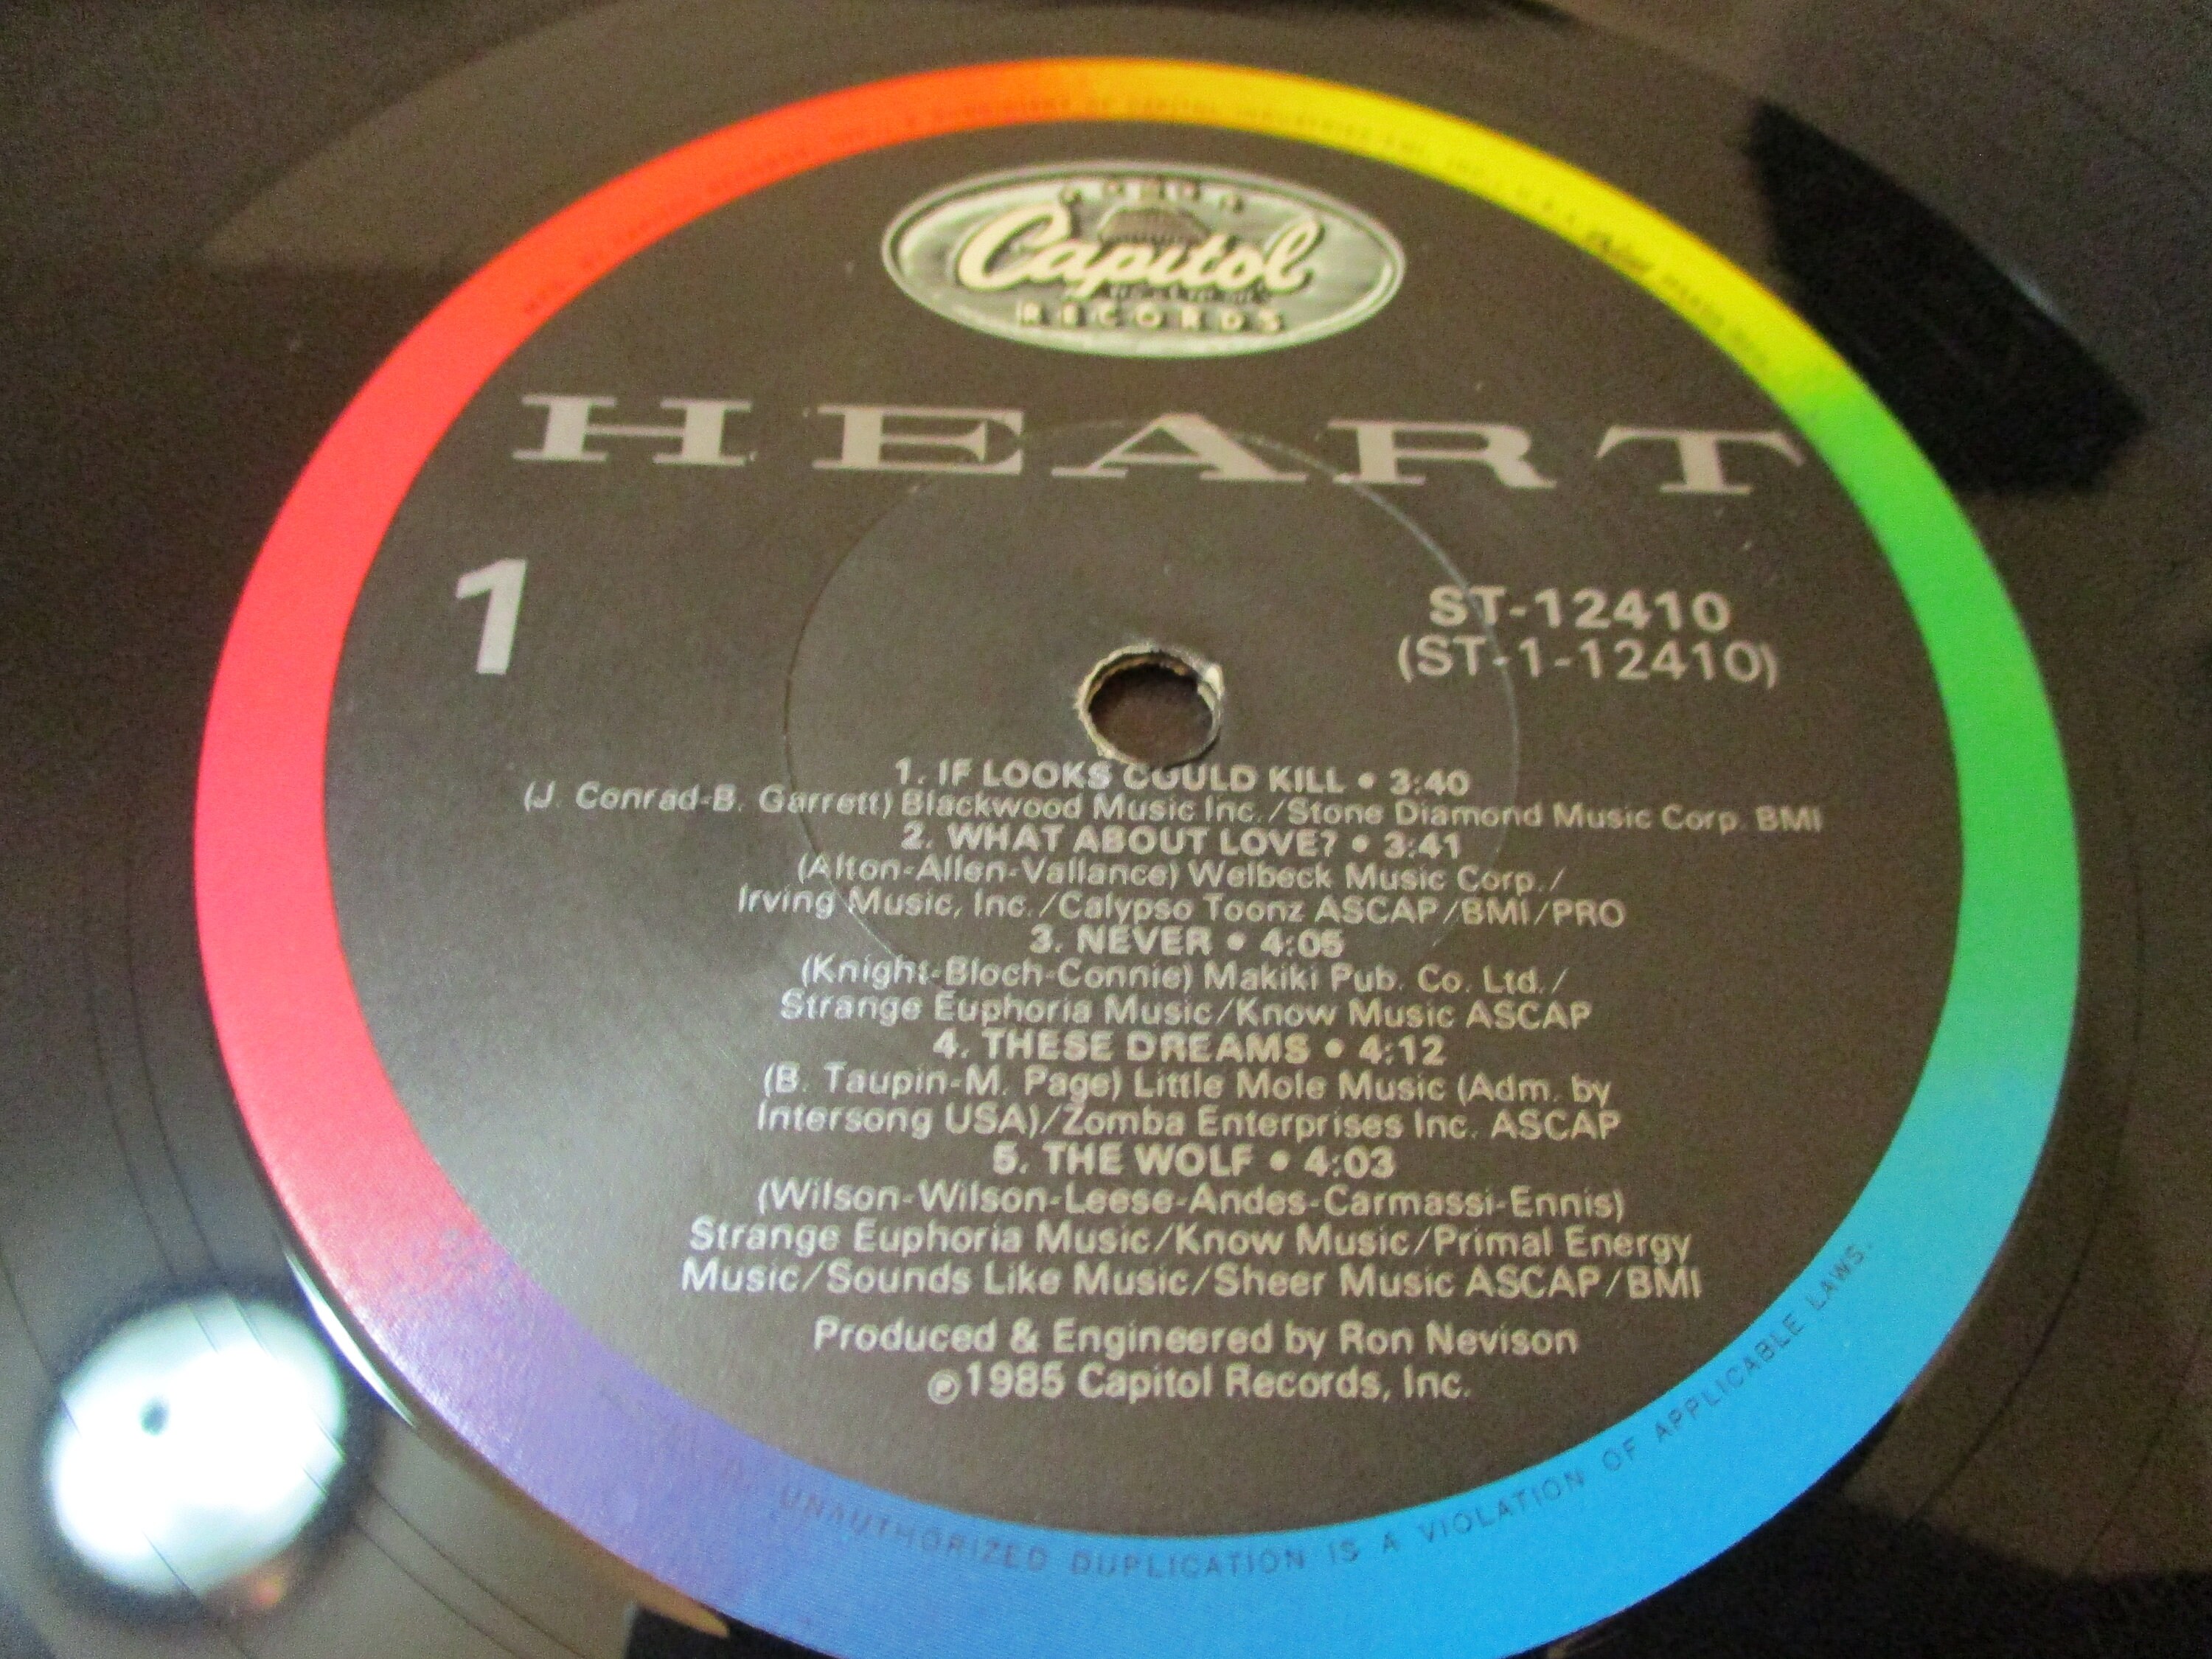 Capitol
RECORDS
HEART
1
ST-12410
(ST-1-12410)
1. IF LOOKS COULD KILL • 3:40
(J. Conrad-B. Garrett) Blackwood Music Inc./Stone Diamond Music Corp. BMI
2. WHAT ABOUT LOVE? • 3:41
(Alton-Allen-Vallance) Welbeck Music Corp./
Irving Music, Inc./Calypso Toonz ASCAP/BMI/PRO
3. NEVER • 4:05
(Knight-Bloch-Connie) Makiki Pub. Co. Ltd./
Strange Euphoria Music/Know Music ASCAP
4. THESE DREAMS • 4:12
(B. Taupin-M. Page) Little Mole Music (Adm. by
Intersong USA)/Zomba Enterprises Inc. ASCAP
5. THE WOLF • 4:03
(Wilson-Wilson-Leese-Andes-Carmassi-Ennis)
Strange Euphoria Music/Know Music/Primal Energy
Music/Sounds Like Music/Sheer Music ASCAP/BMI
Produced & Engineered by Ron Nevison
℗1985 Capitol Records, Inc.
UNAUTHORIZED DUPLICATION IS A VIOLATION OF APPLICABLE LAWS.